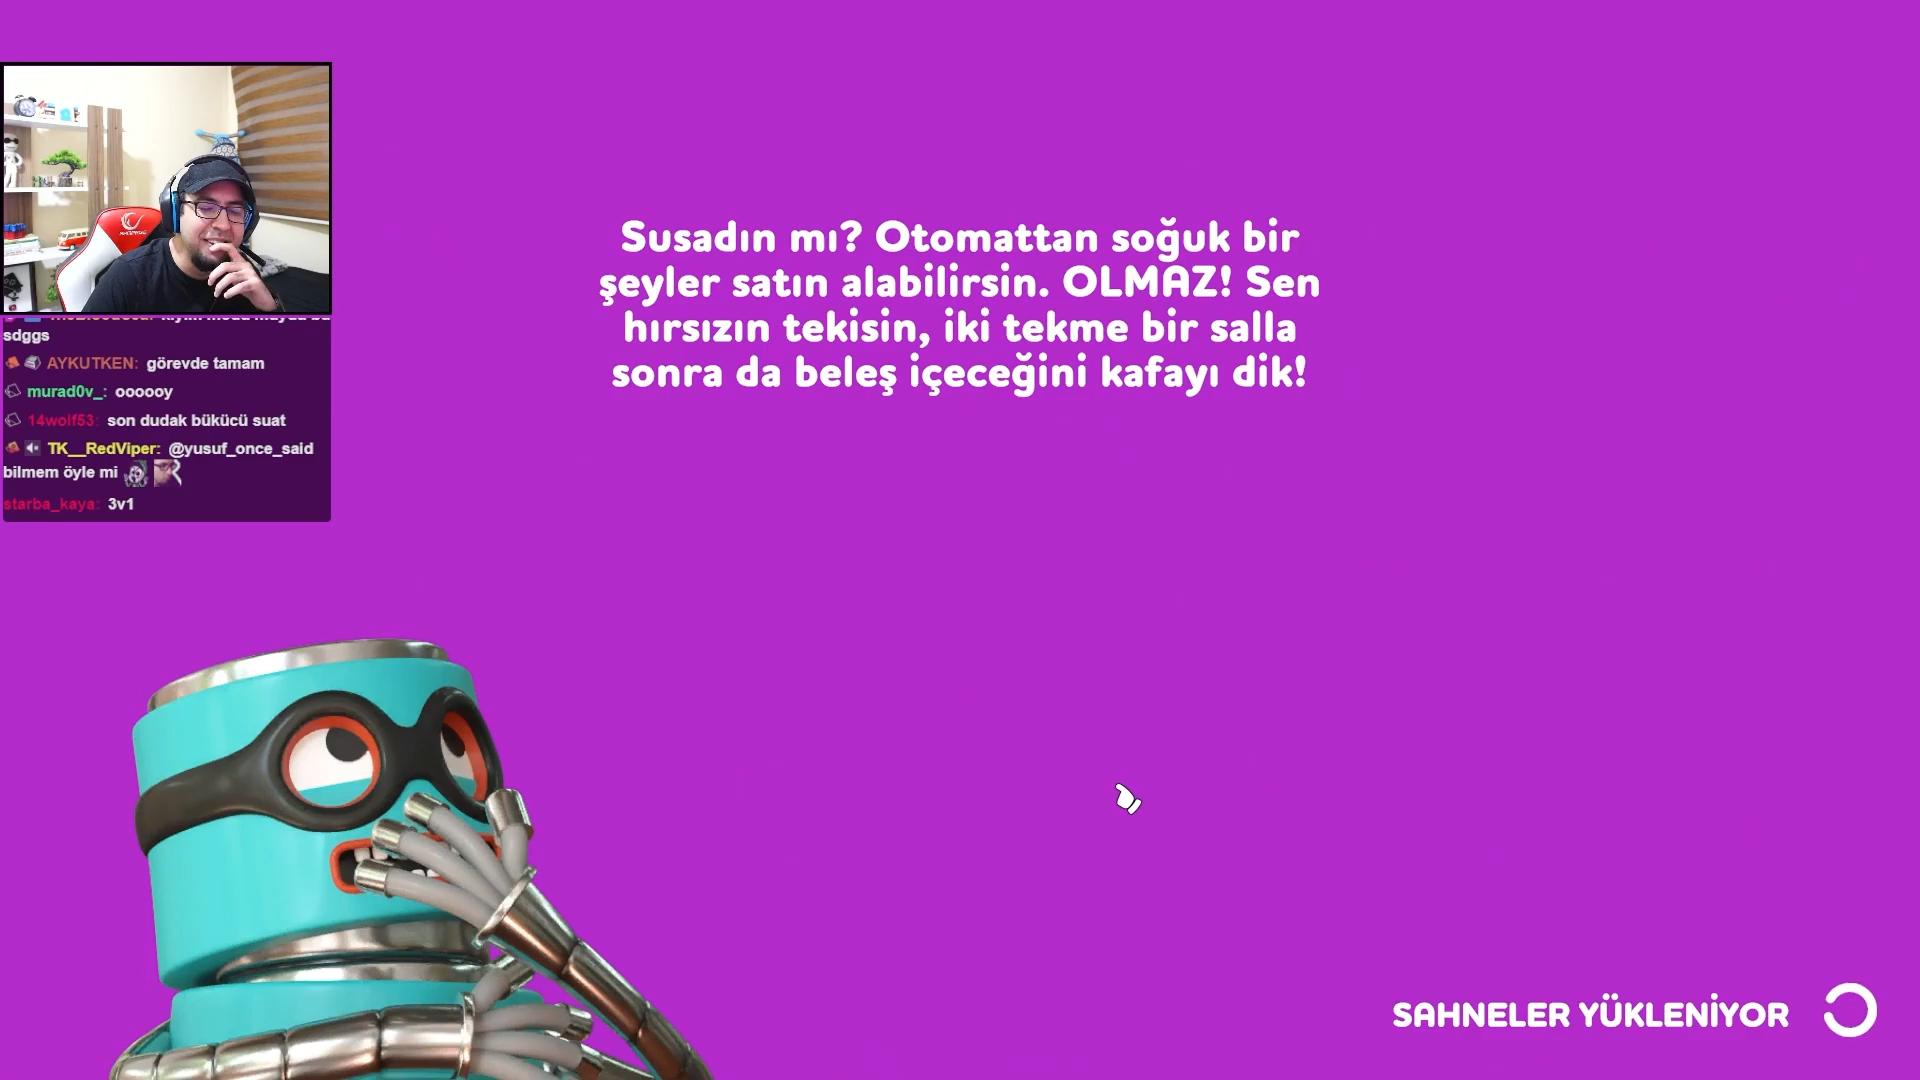 Susadın mı? Otomattan soğuk bir
şeyler satın alabilirsin. OLMAZ! Sen
hırsızın tekisin, iki tekme bir salla
sonra da beleş içeceğini kafayı dik!
sdggs
AYKUTKEN: görevde tamam
murad0v_: oooooy
14wolf53: son dudak bükücü suat
TK__RedViper: @yusuf_once_said
bilmem öyle mi
starba_kaya: 3v1
SAHNELER YÜKLENİYOR